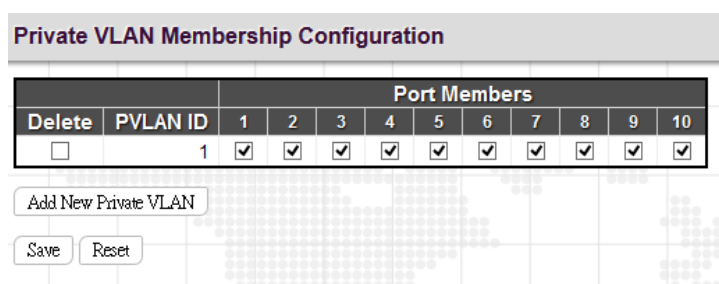 Private VLAN Membership Configuration
Port Members
Delete PVLAN ID 1 2 3 4 5 6 7 8 9 10
1
Add New Private VLAN
Save Reset